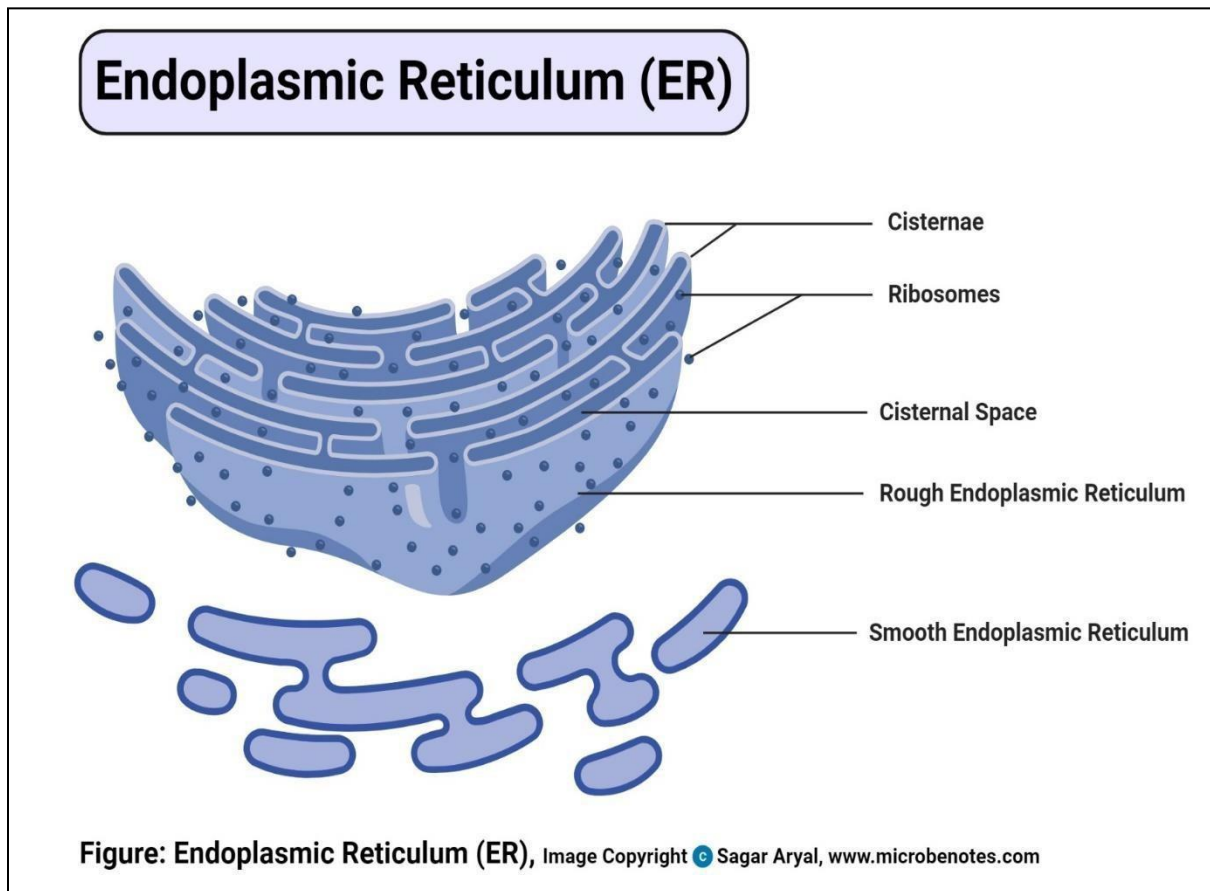 Endoplasmic Reticulum (ER)
Cisternae
Ribosomes
Cisternal Space
Rough Endoplasmic Reticulum
Smooth Endoplasmic Reticulum
Figure: Endoplasmic Reticulum (ER), Image Copyright © Sagar Aryal, www.microbenotes.com